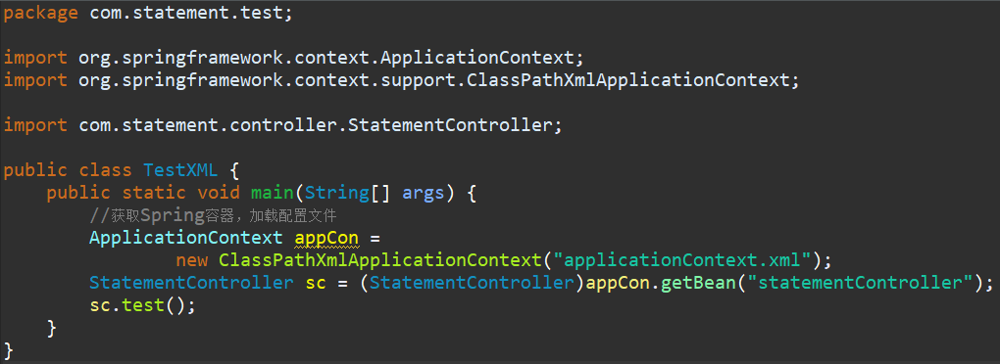 package com.statement.test;
import org.springframework.context.ApplicationContext;
import org.springframework.context.support.ClassPathXmlApplicationContext;
import com.statement.controller.StatementController;
public class TestXML {
public static void main(String[] args) {
//获取Spring容器，加载配置文件
ApplicationContext appCon =
new ClassPathXmlApplicationContext("applicationContext.xml");
StatementController sc = (StatementController)appCon.getBean("statementController");
sc.test();
}
}